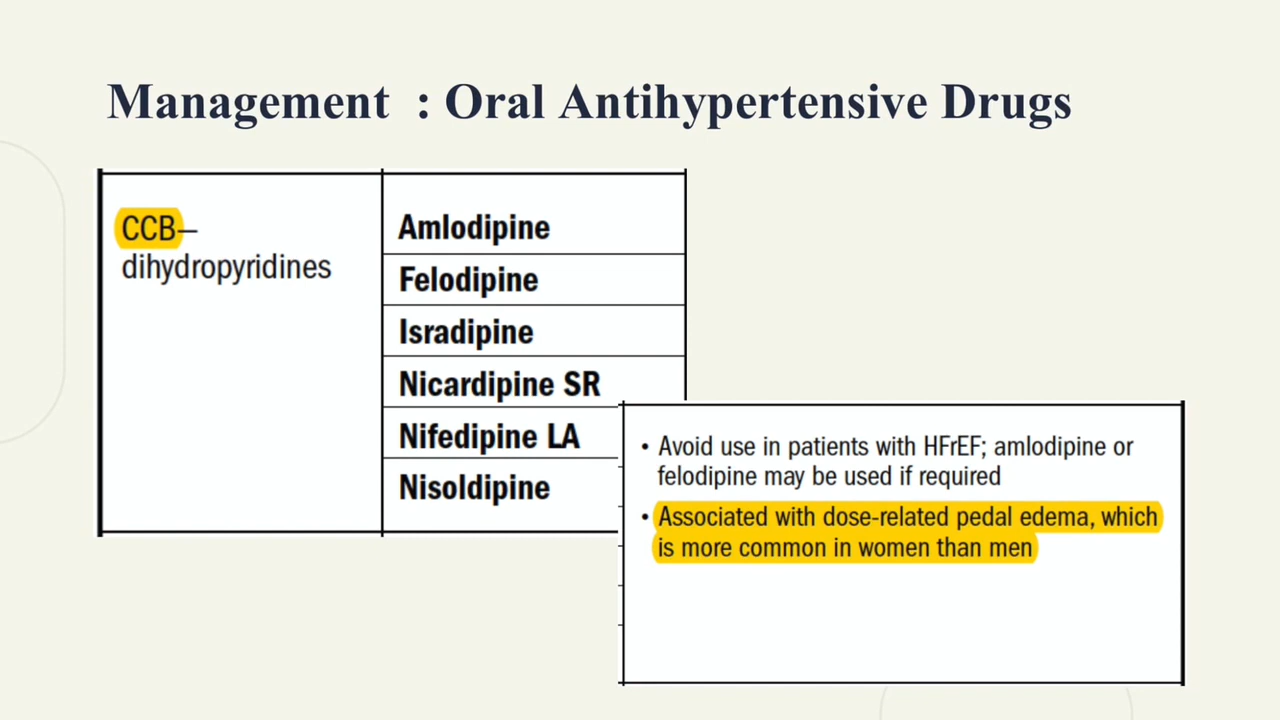 Management : Oral Antihypertensive Drugs
CCB–
dihydropyridines
Amlodipine
Felodipine
Isradipine
Nicardipine SR
Nifedipine LA
Nisoldipine
• Avoid use in patients with HFrEF; amlodipine or
felodipine may be used if required
• Associated with dose-related pedal edema, which
is more common in women than men